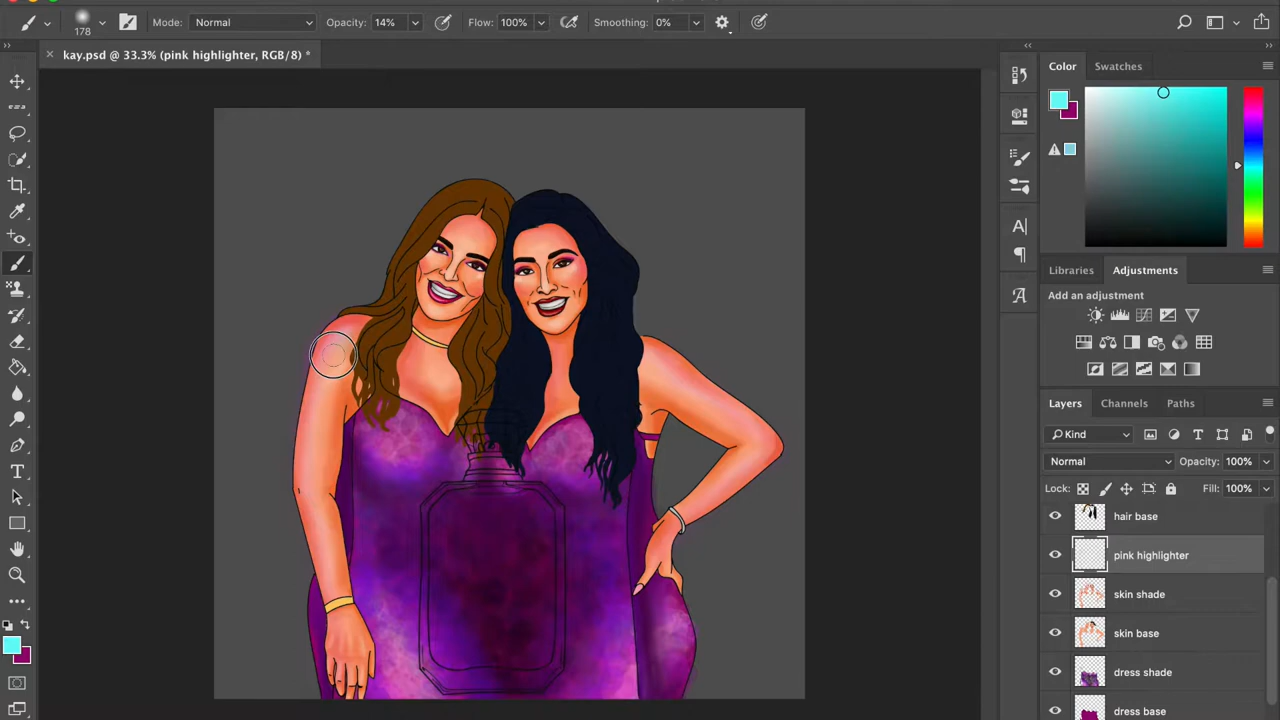 178
Mode: Normal
Opacity: 14%
Flow: 100%
Smoothing: 0%
kay.psd @ 33.3% (pink highlighter, RGB/8) *
Color
Swatches
Libraries
Adjustments
Add an adjustment
Layers
Channels
Paths
Kind
Normal
Opacity: 100%
Lock:
Fill: 100%
hair base
pink highlighter
skin shade
skin base
dress shade
dress base